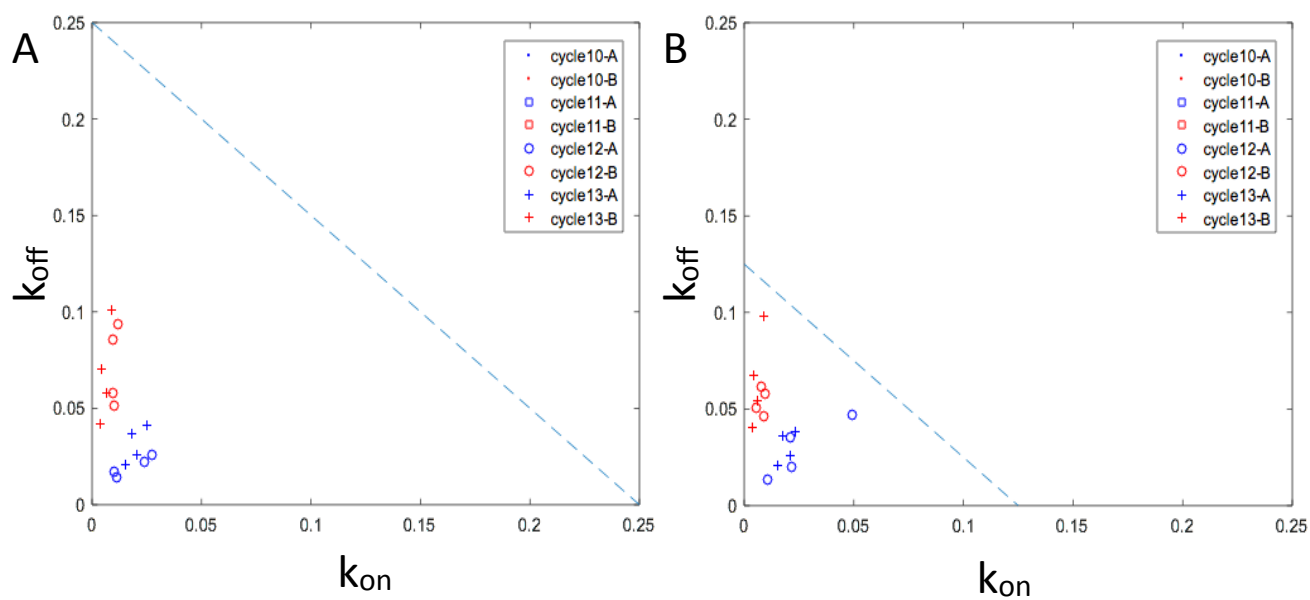 A
0.25
0.2
0.15
0.1
0.05
0
0
0.05
0.1
0.15
0.2
0.25
koff
kon
cycle10-A
cycle10-B
cycle11-A
cycle11-B
cycle12-A
cycle12-B
cycle13-A
cycle13-B
B
0.25
0.2
0.15
0.1
0.05
0
0
0.05
0.1
0.15
0.2
0.25
koff
kon
cycle10-A
cycle10-B
cycle11-A
cycle11-B
cycle12-A
cycle12-B
cycle13-A
cycle13-B